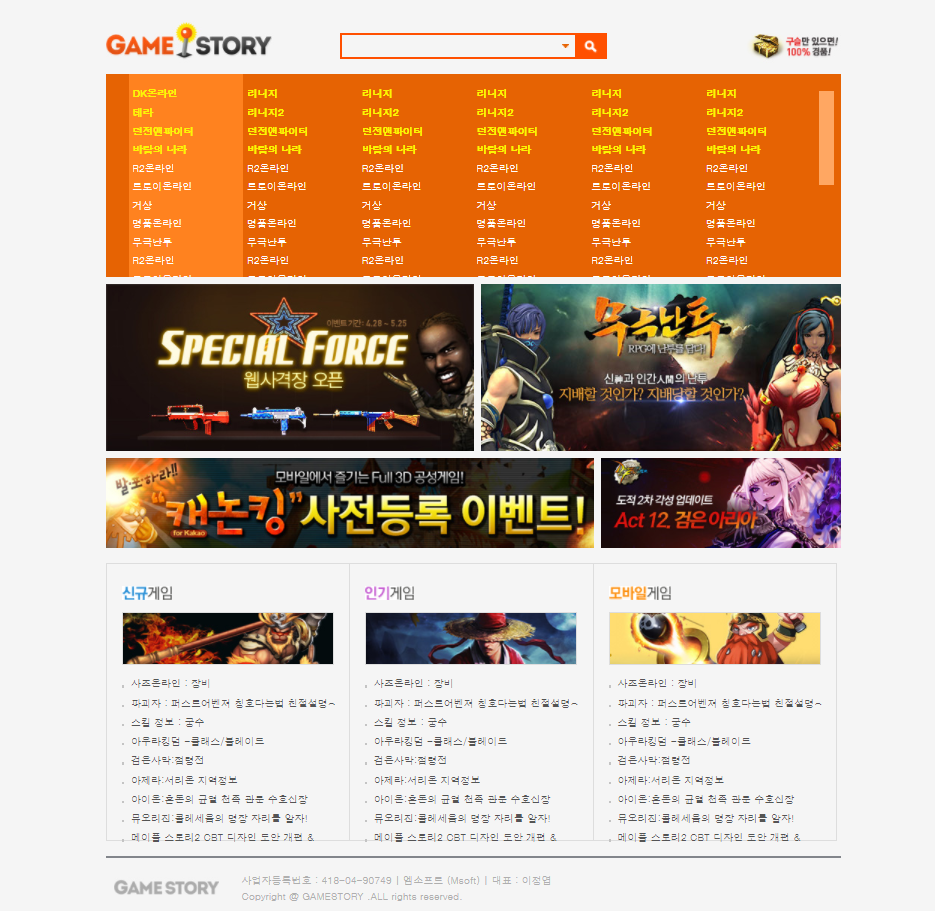 GAME STORY
구슬만 있으면!
100% 경품!
DK온라인 리니지 리니지 리니지 리니지 리니지
테라 리니지2 리니지2 리니지2 리니지2 리니지2
던전앤파이터 던전앤파이터 던전앤파이터 던전앤파이터 던전앤파이터 던전앤파이터
바람의 나라 바람의 나라 바람의 나라 바람의 나라 바람의 나라 바람의 나라
R2온라인 R2온라인 R2온라인 R2온라인 R2온라인 R2온라인
트로이온라인 트로이온라인 트로이온라인 트로이온라인 트로이온라인 트로이온라인
거상 거상 거상 거상 거상 거상
명품온라인 명품온라인 명품온라인 명품온라인 명품온라인 명품온라인
무극난투 무극난투 무극난투 무극난투 무극난투 무극난투
R2온라인 R2온라인 R2온라인 R2온라인 R2온라인 R2온라인
이벤트기간: 4.28 - 5.25
SPECIAL FORCE
웹사격장 오픈
무극난투
RPG에 난투를 담다!
신神과 인간人間의 난투
지배할 것인가? 지배당할 것인가?
발포하라!!
모바일에서 즐기는 Full 3D 공성게임!
"캐논킹" 사전등록 이벤트!
for Kakao
도적 2차 각성 업데이트
Act 12. 검은 아리아
신규게임
사즈온라인 : 장비
파괴자 : 퍼스트어벤져 칭호다는법 친절설명~
스킬 정보 : 궁수
아우라킹덤 -클래스/블레이드
검은사막:점령전
아제라:서리온 지역정보
아이온:혼돈의 균열 천족 관문 수호신장
뮤오리진:콜레세움의 명장 자리를 앝자!
메이플 스토리2 CBT 디자인 도안 개편 &
인기게임
사즈온라인 : 장비
파괴자 : 퍼스트어벤져 칭호다는법 친절설명~
스킬 정보 : 궁수
아우라킹덤 -클래스/블레이드
검은사막:점령전
아제라:서리온 지역정보
아이온:혼돈의 균열 천족 관문 수호신장
뮤오리진:콜레세움의 명장 자리를 앝자!
메이플 스토리2 CBT 디자인 도안 개편 &
모바일게임
사즈온라인 : 장비
파괴자 : 퍼스트어벤져 칭호다는법 친절설명~
스킬 정보 : 궁수
아우라킹덤 -클래스/블레이드
검은사막:점령전
아제라:서리온 지역정보
아이온:혼돈의 균열 천족 관문 수호신장
뮤오리진:콜레세움의 명장 자리를 앝자!
메이플 스토리2 CBT 디자인 도안 개편 &
GAME STORY
사업자등록번호 : 418-04-90749 | 엠소프트 (Msoft) | 대표 : 이정엽
Copyright @ GAMESTORY .ALL rights reserved.